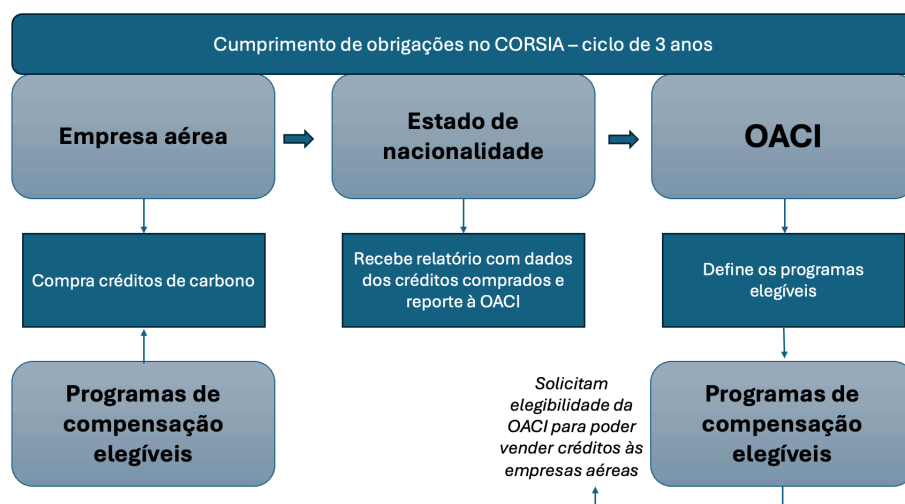 Cumprimento de obrigações no CORSIA – ciclo de 3 anos
Empresa aérea
Estado de
nacionalidade
OACI
Compra créditos de carbono
Recebe relatório com dados
dos créditos comprados e
reporte à OACI
Define os programas
elegíveis
Programas de
compensação
elegíveis
Solicitam
elegibilidade da
OACI para poder
vender créditos às
empresas aéreas
Programas de
compensação
elegíveis